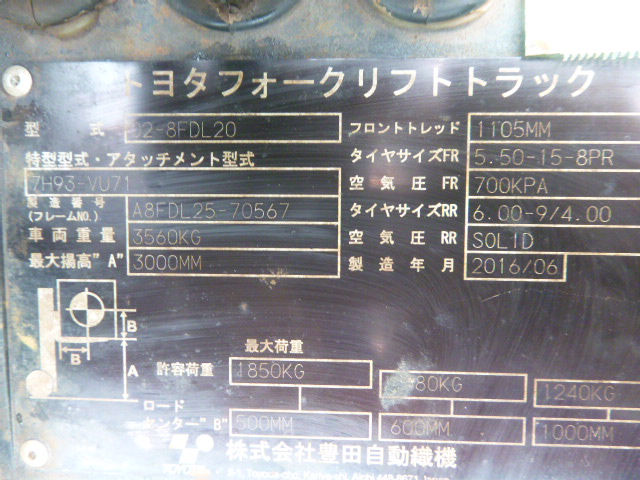 トヨタフォークリフトトラック
型式 02-8FDL20 フロントトレッド 1105MM
特型型式・アタッチメント型式 タイヤサイズFR 5.50-15-8PR
7H93-VU71 空気圧 FR 700KPA
製造番号
(フレームNO.) A8FDL25-70567 タイヤサイズRR 6.00-9/4.00
車両重量 3560KG 空気圧 RR SOLID
最大揚高"A" 3000MM 製造年月 2016/06
B
B
A
最大荷重
許容荷重 1850KG 80KG 1240KG
ロード
センター"B" 500MM 600MM 1000MM
株式会社豊田自動織機